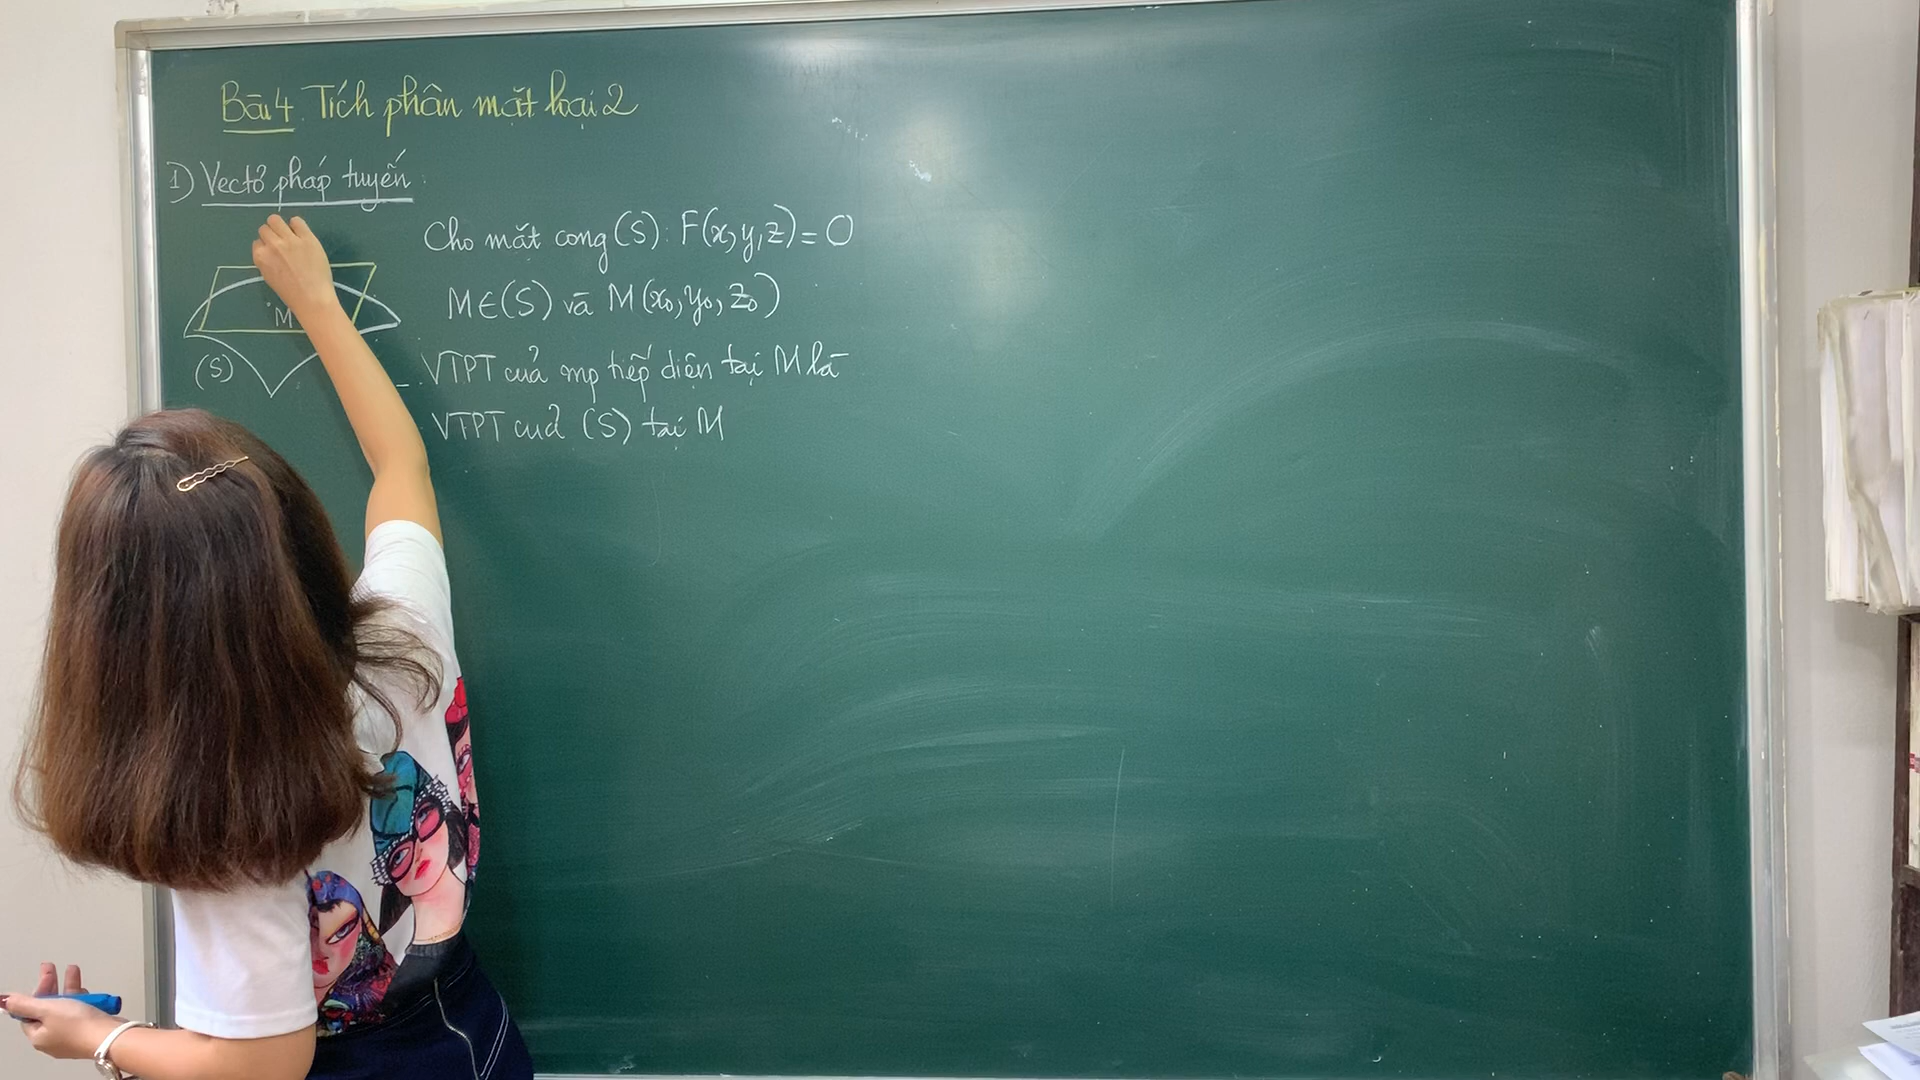 Bài 4. Tích phân mặt loại 2
1) Vectơ pháp tuyến:
Cho mặt cong (S): F(x,y,z)=0
M∈(S) và M(x₀,y₀,z₀)
M
(S)
- VTPT của mp tiếp diện tại M là
VTPT của (S) tại M